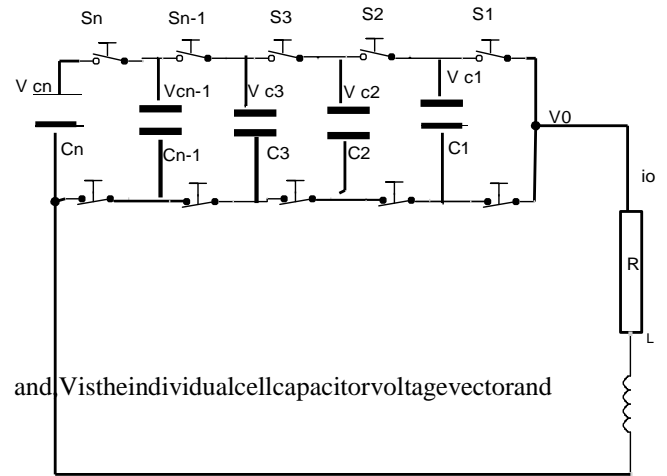 Sn Sn-1 S3 S2 S1
V cn Vcn-1 V c3 V c2 V c1
V0
Cn Cn-1 C3 C2 C1
io
R
L
and,Vistheindividualcellcapacitorvoltagevectorand